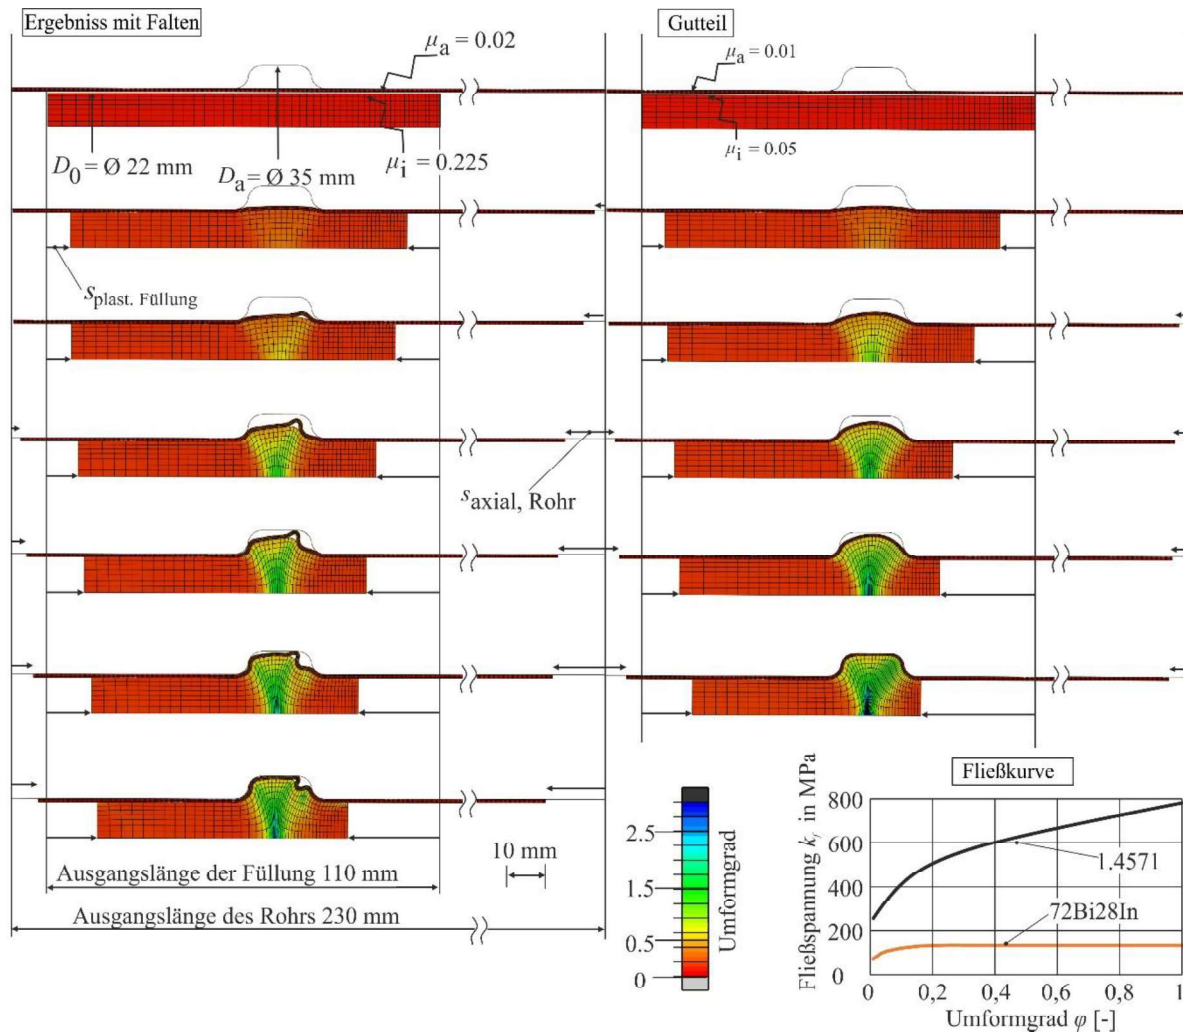 Ergebniss mit Falten
Gutteil
μa = 0.02
μa = 0.01
D0 = Ø 22 mm
Da = Ø 35 mm
μi = 0.225
μi = 0.05
splast. Füllung
saxial, Rohr
Ausgangslänge der Füllung 110 mm
Ausgangslänge des Rohrs 230 mm
10 mm
2.5
1.5
0.5
0
Umformgrad
Fließkurve
Fließspannung kf in MPa
800
600
400
200
0
1.4571
72Bi28In
0 0,2 0,4 0,6 0,8 1
Umformgrad φ [-]